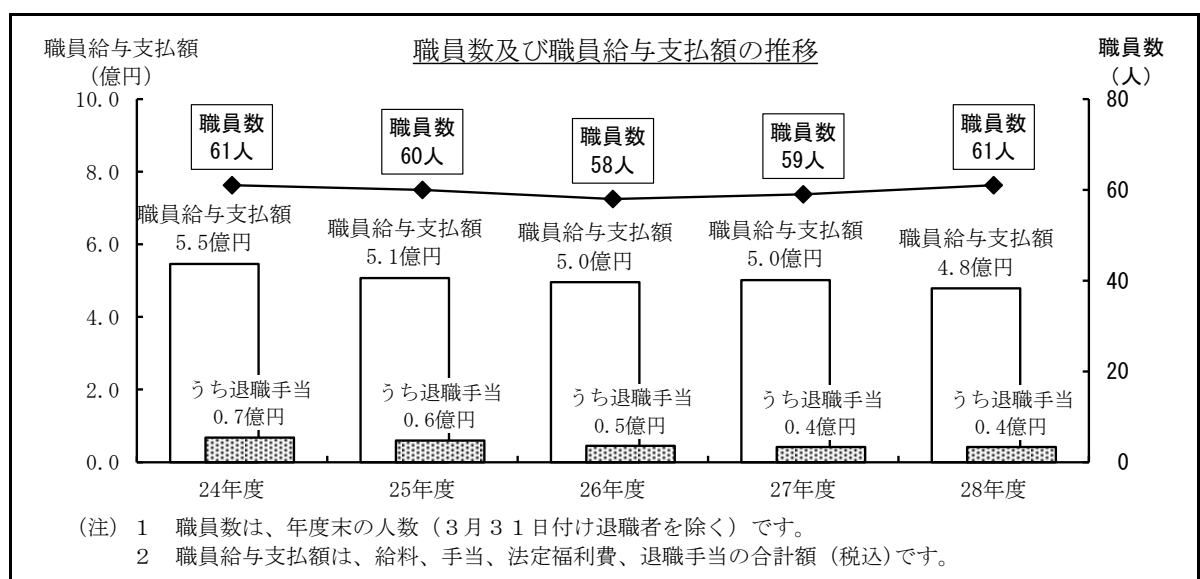 職員数及び職員給与支払額の推移
職員給与支払額
(億円)
職員数
(人)
10.0
8.0
6.0
4.0
2.0
0.0
80
60
40
20
0
職員数
61人
職員数
60人
職員数
58人
職員数
59人
職員数
61人
職員給与支払額
5.5億円
職員給与支払額
5.1億円
職員給与支払額
5.0億円
職員給与支払額
5.0億円
職員給与支払額
4.8億円
うち退職手当
0.7億円
うち退職手当
0.6億円
うち退職手当
0.5億円
うち退職手当
0.4億円
うち退職手当
0.4億円
24年度
25年度
26年度
27年度
28年度
(注) 1 職員数は、年度末の人数(3月31日付け退職者を除く)です。
2 職員給与支払額は、給料、手当、法定福利費、退職手当の合計額(税込)です。